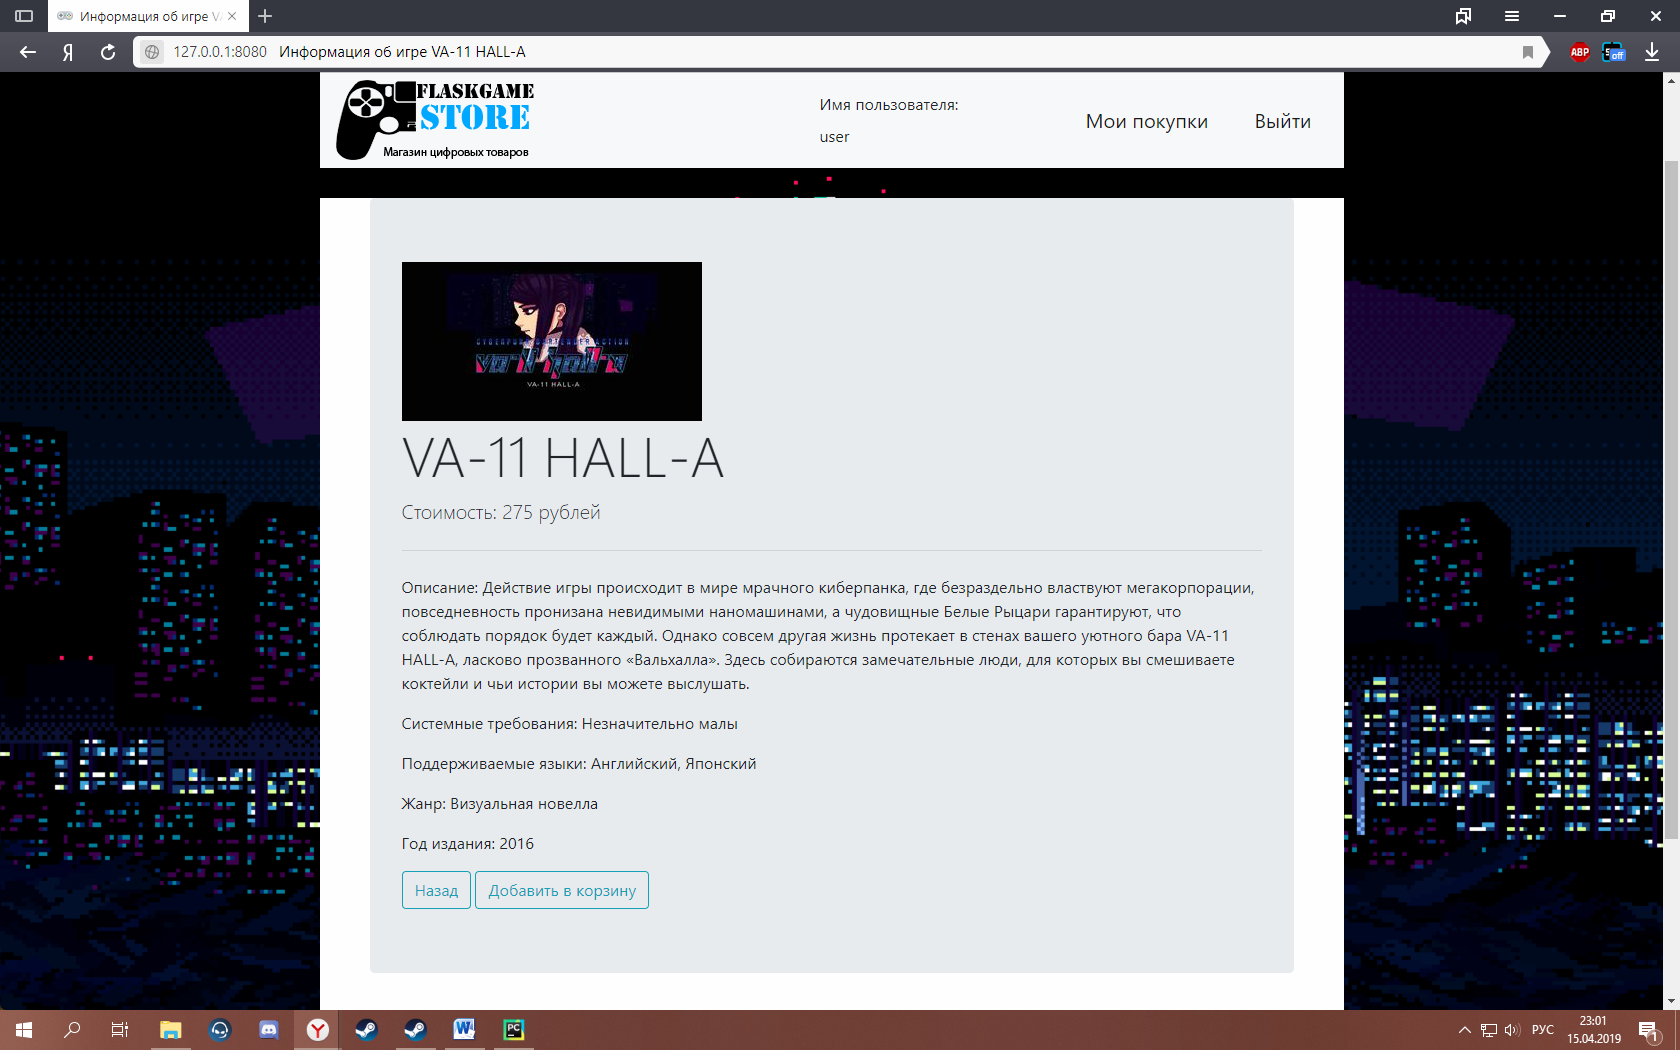 Информация об игре V
127.0.0.1:8080 Информация об игре VA-11 HALL-A
ABP
off
FLASKGAME
STORE
Магазин цифровых товаров
Имя пользователя:
user
Мои покупки
Выйти
VA-11 HALL-A
VA-11 HALL-A
Стоимость: 275 рублей
Описание: Действие игры происходит в мире мрачного киберпанка, где безраздельно властвуют мегакорпорации,
повседневность пронизана невидимыми наномашинами, а чудовищные Белые Рыцари гарантируют, что
соблюдать порядок будет каждый. Однако совсем другая жизнь протекает в стенах вашего уютного бара VA-11
HALL-A, ласково прозванного «Вальхалла». Здесь собираются замечательные люди, для которых вы смешиваете
коктейли и чьи истории вы можете выслушать.
Системные требования: Незначительно малы
Поддерживаемые языки: Английский, Японский
Жанр: Визуальная новелла
Год издания: 2016
Назад
Добавить в корзину
РУС
23:01
15.04.2019
1